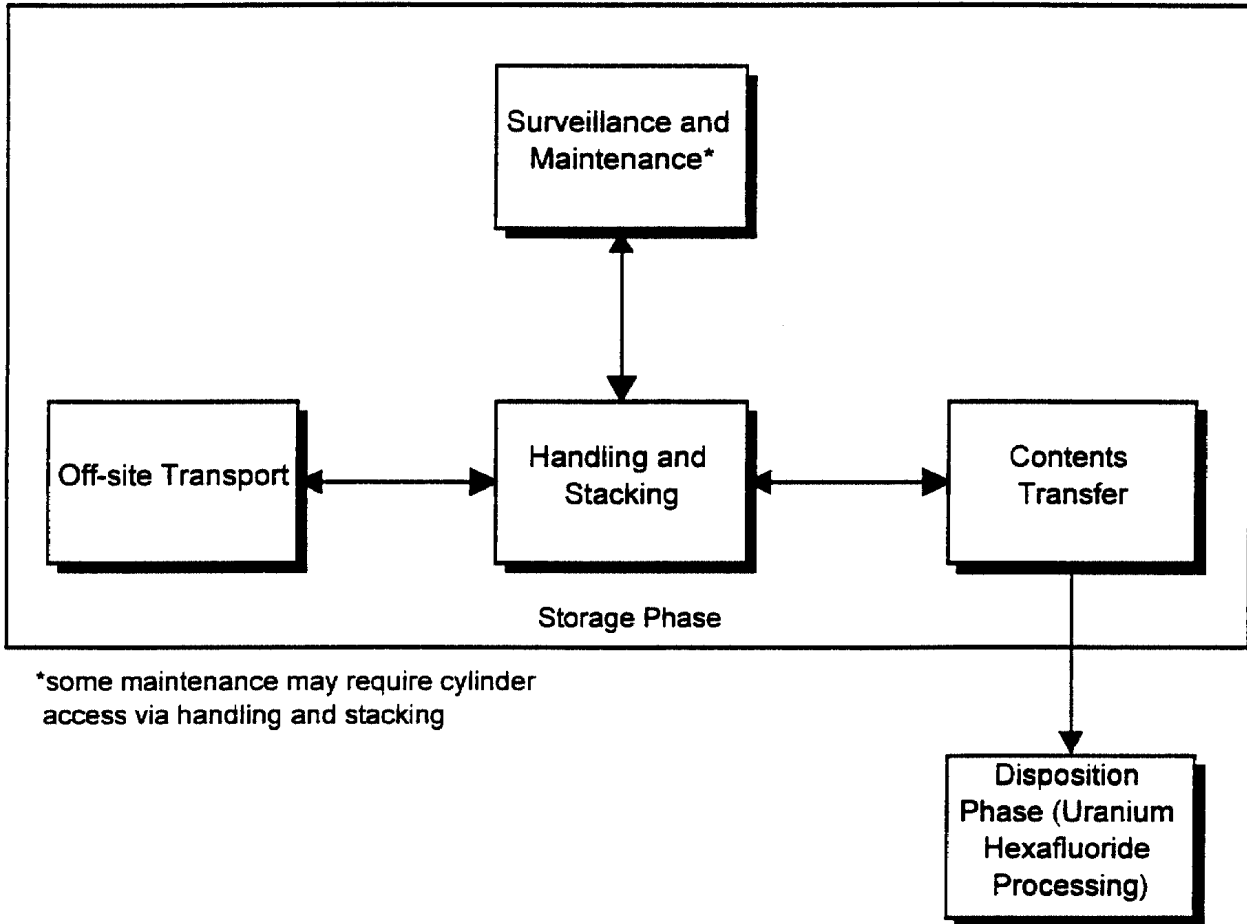 Surveillance and
Maintenance*
Off-site Transport
Handling and
Stacking
Contents
Transfer
Storage Phase
*some maintenance may require cylinder
access via handling and stacking
Disposition
Phase (Uranium
Hexafluoride
Processing)